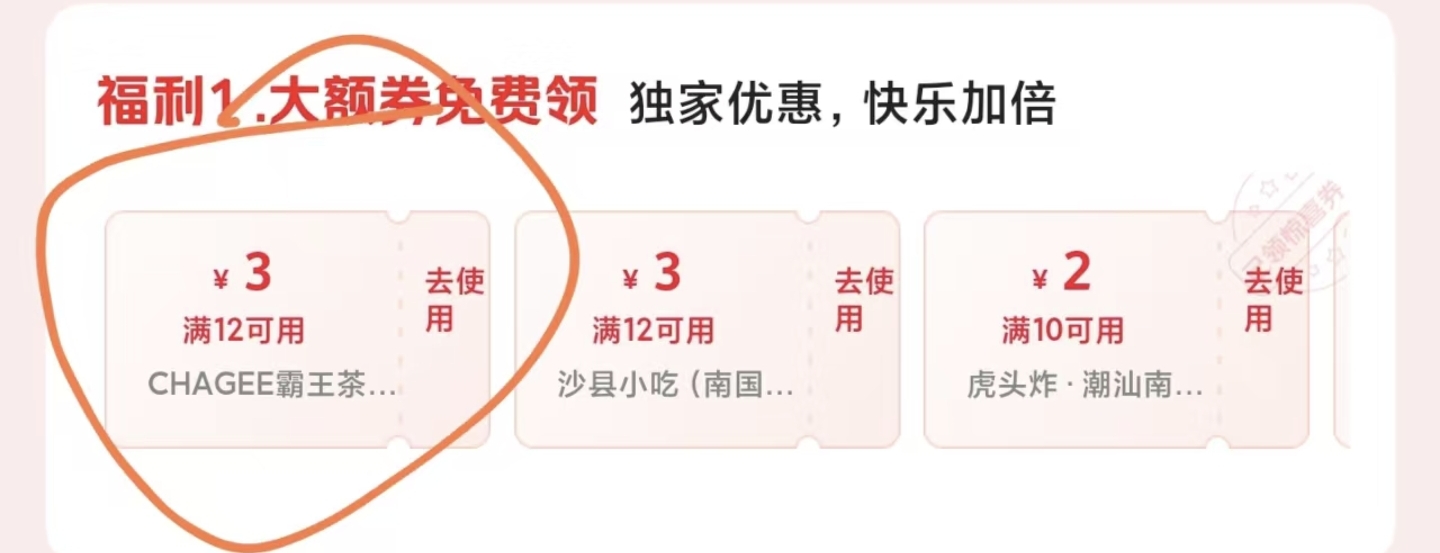 福利1.大额券免费领 独家优惠，快乐加倍
¥ 3
满12可用
CHAGEE霸王茶...
去使
用
¥ 3
满12可用
沙县小吃（南国...
去使
用
¥ 2
满10可用
虎头炸·潮汕南...
去使
用
已领惊喜券